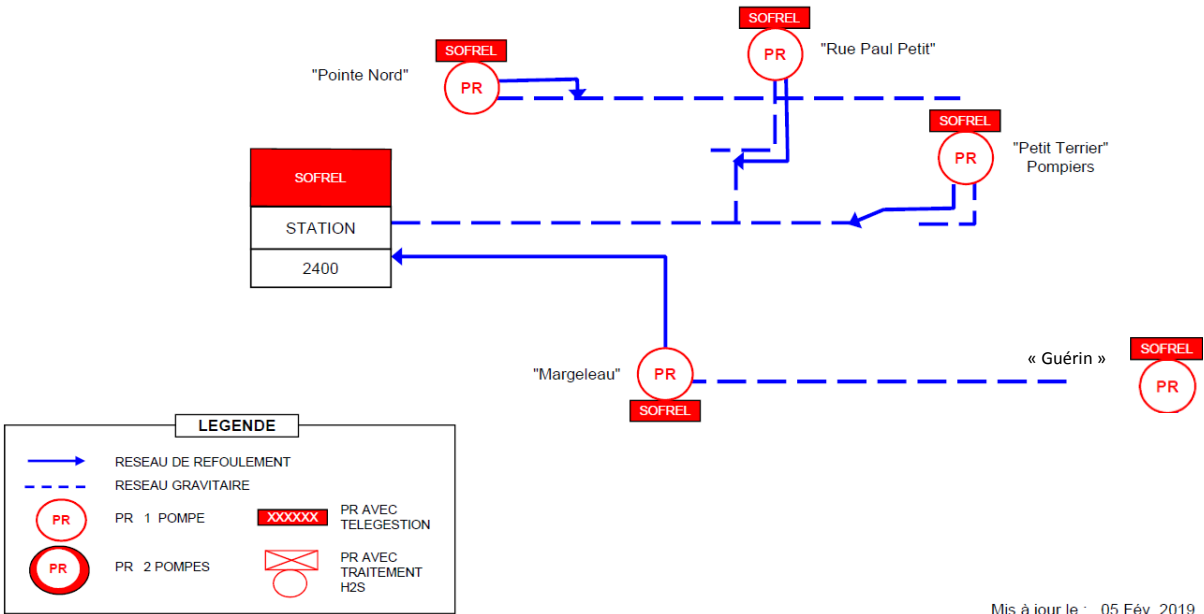 SOFREL
PR
"Rue Paul Petit"
SOFREL
PR
"Pointe Nord"
SOFREL
PR
"Petit Terrier"
Pompiers
SOFREL
STATION
2400
"Margeleau"
PR
SOFREL
« Guérin »
SOFREL
PR
LEGENDE
RESEAU DE REFOULEMENT
RESEAU GRAVITAIRE
PR
PR 1 POMPE
XXXXXX
PR AVEC
TELEGESTION
PR
PR 2 POMPES
PR AVEC
TRAITEMENT
H2S
Mis à jour le : 05 Fév. 2019